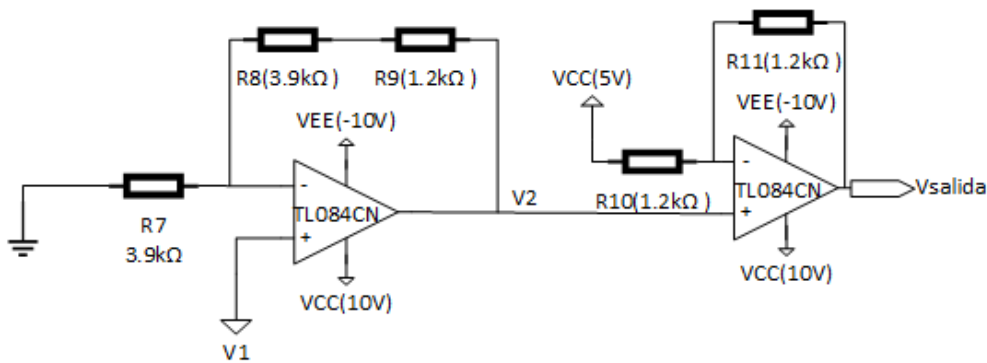 R8(3.9kΩ )
R9(1.2kΩ )
R11(1.2kΩ )
VCC(5V)
VEE(-10V)
VEE(-10V)
-
TL084CN
+
R7
3.9kΩ
V2
R10(1.2kΩ )
-
TL084CN
+
Vsalida
VCC(10V)
VCC(10V)
V1